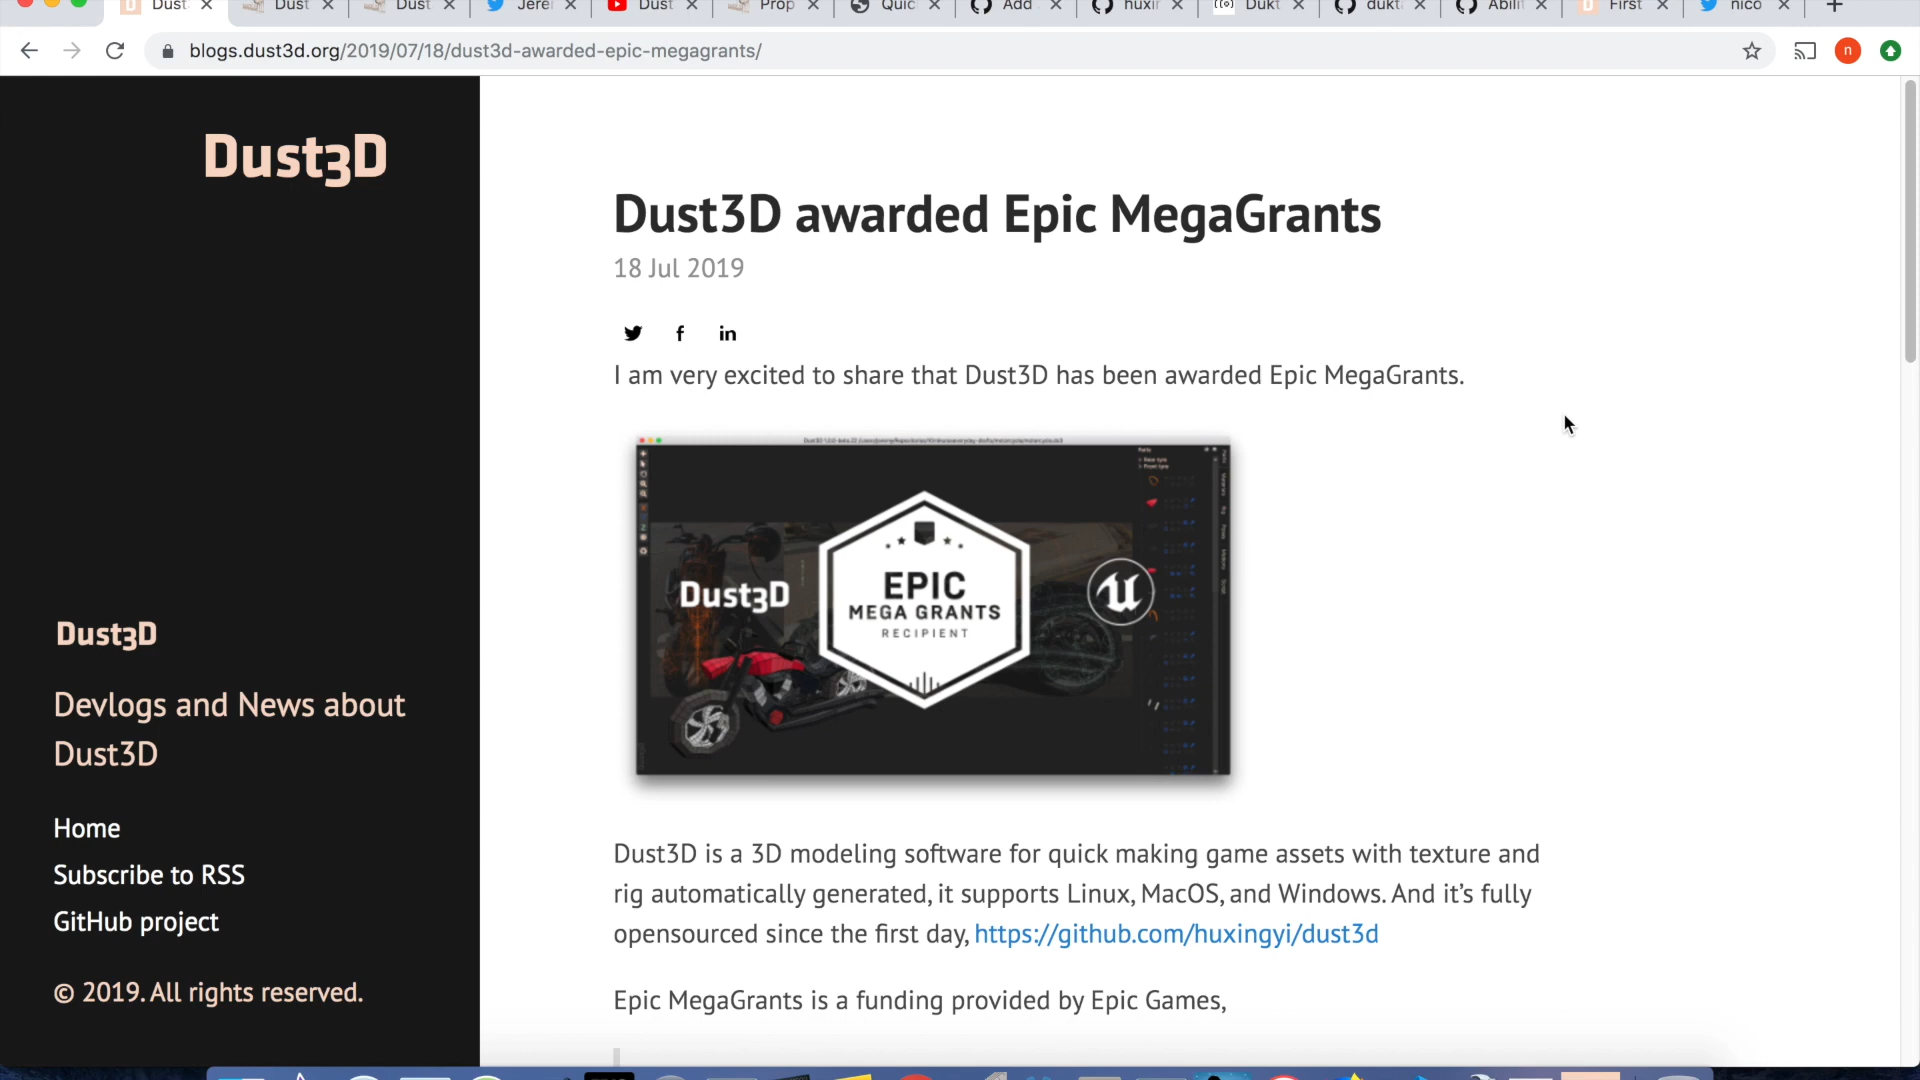 Dust
Dust
Dust
Jerei
Dust
Prop
Quic
Add
huxin
Dukt
dukt
Abili
First
nico
blogs.dust3d.org/2019/07/18/dust3d-awarded-epic-megagrants/
n
Dust3D
Dust3D awarded Epic MegaGrants
18 Jul 2019
I am very excited to share that Dust3D has been awarded Epic MegaGrants.
Dust3D
EPIC
MEGA GRANTS
RECIPIENT
Dust3D
Devlogs and News about
Dust3D
Home
Subscribe to RSS
GitHub project
© 2019. All rights reserved.
Dust3D is a 3D modeling software for quick making game assets with texture and
rig automatically generated, it supports Linux, MacOS, and Windows. And it's fully
opensourced since the first day, https://github.com/huxingyi/dust3d
Epic MegaGrants is a funding provided by Epic Games,